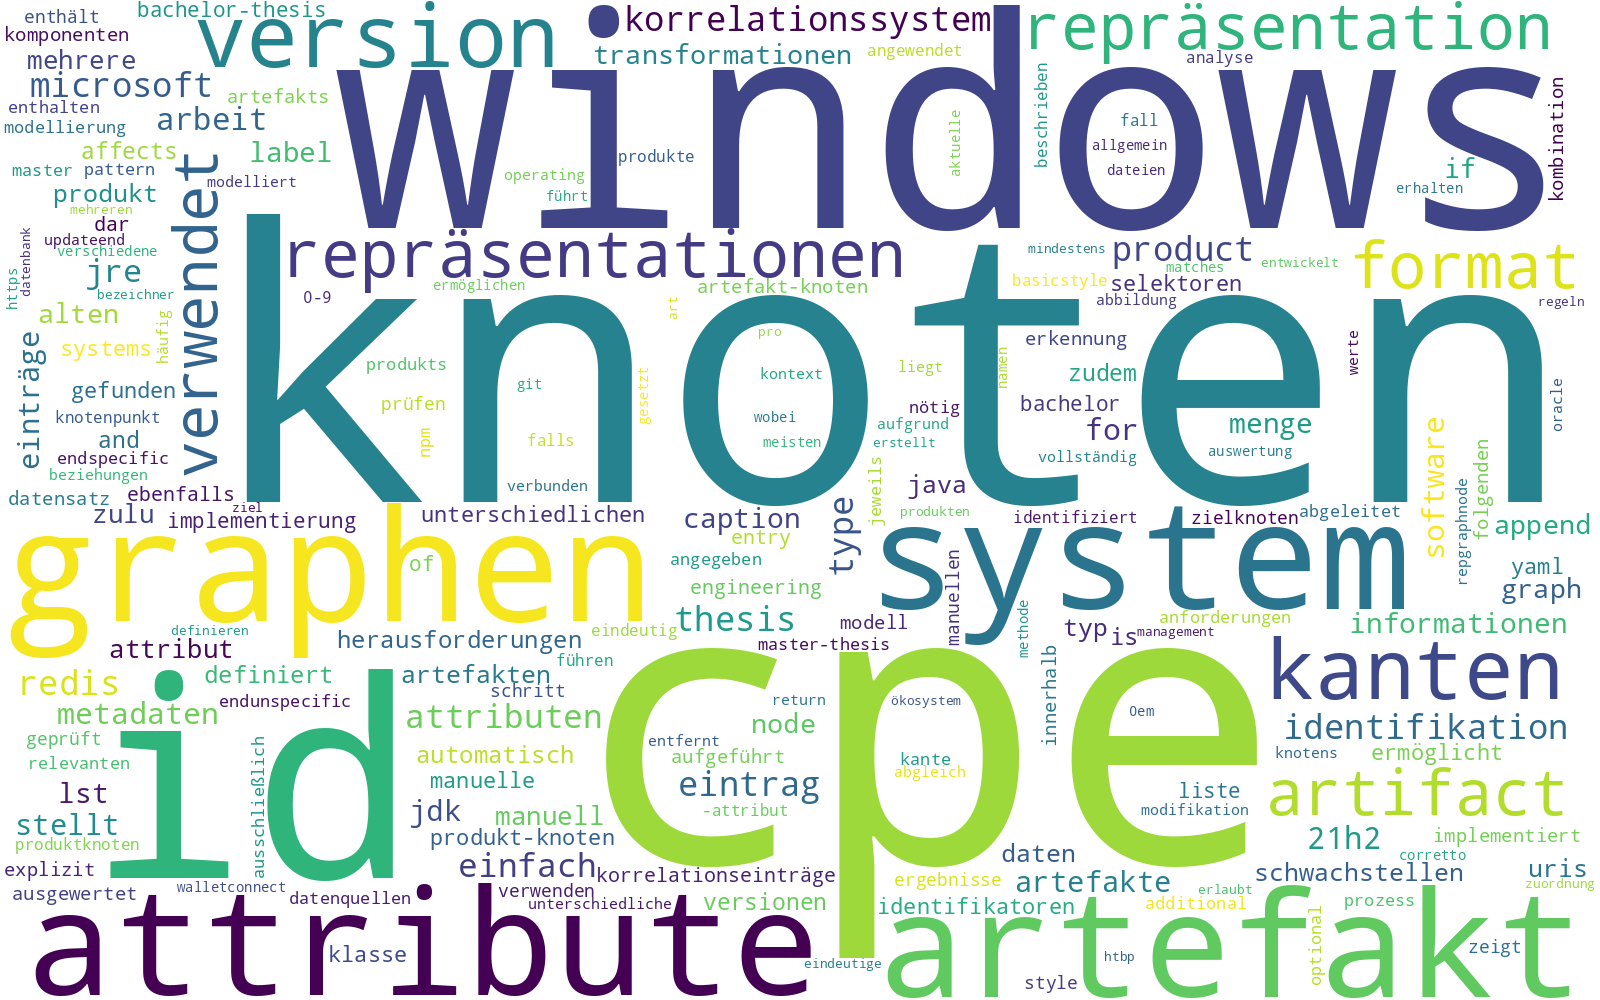 enthält
bachelor-thesis
version
korrelationssystem
repräsentation
komponenten
mehrere
transformationen
angewendet
analyse
microsoft
windows
artefakts
enthalten
modellierung
arbeit
beschrieben
kombination
aktuelle
fall
allgemein
dateien
affects
label
produkte
master
pattern
modelliert
operating
führt
if
erhalten
produkt
mehreren
dar
updateend
verschiedene
verwendet
repräsentationen
knoten
mindestens
product
matches
entwickelt
format
datenbank
https
jre
bezeichner
0-9
ermöglichen
artefakt-knoten
basicstyle
selektoren
abbildung
regeln
alten
häufig
art
pro
erkennung
werte
einträge
systems
produkts
kontext
liegt
namen
zudem
gefunden
git
gesetzt
prüfen
wobei
nötig
bachelor
oracle
knotenpunkt
aufgrund
for
menge
and
npm
falls
meisten
erstellt
auswertung
endspecific
vollständig
software
beziehungen
jeweils
folgenden
datensatz
ebenfalls
verbunden
java
repgraphnode
ziel
zulu
implementierung
unterschiedlichen
caption
type
produkten
identifiziert
zielknoten
abgeleitet
append
graphen
entry
system
of
angegeben
manuellen
yaml
engineering
graph
thesis
modell
methode
anforderungen
informationen
definieren
herausforderungen
eindeutig
typ
is
management
attribut
master-thesis
führen
kanten
redis
id
definiert
artefakten
cpe
innerhalb
schritt
return
ökosystem
endunspecific
metadaten
attributen
node
Oem
identifikation
geprüft
ausschließlich
automatisch
entfernt
aufgeführt
kante
knotens
ermöglicht
relevanten
abgleich
manuelle
eintrag
liste
artifact
lst
jdk
manuell
-attribut
modifikation
stellt
produkt-knoten
21h2
implementiert
produktknoten
daten
corretto
explizit
einfach
korrelationseinträge
ergebnisse
artefakte
schwachstellen
uris
ausgewertet
walletconnect
verwenden
erlaubt
zuordnung
datenquellen
unterschiedliche
versionen
identifikatoren
additional
prozess
attribute
artefakt
optional
klasse
eindeutige
htbp
zeigt
style